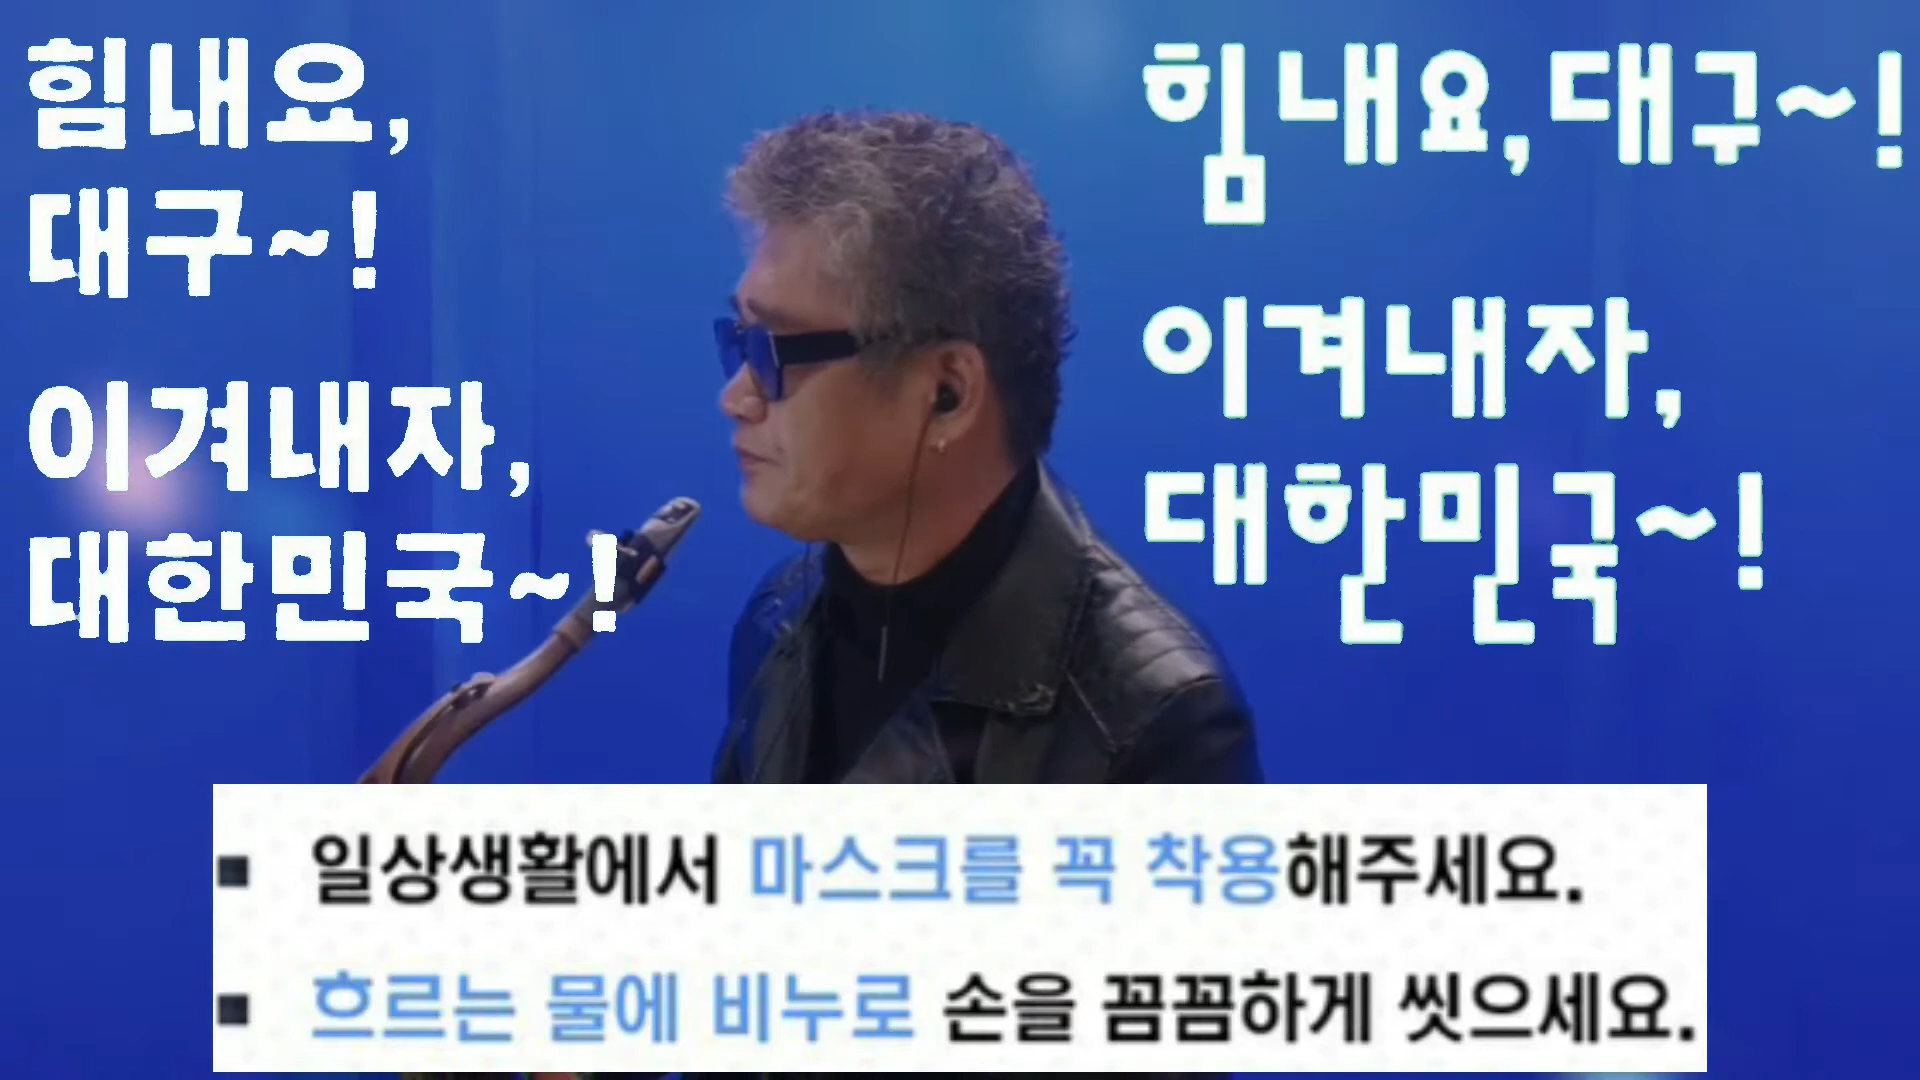 힘내요,
대구~!
이겨내자,
대한민국~!
힘내요, 대구~!
이겨내자,
대한민국~!
▪ 일상생활에서 마스크를 꼭 착용해주세요.
▪ 흐르는 물에 비누로 손을 꼼꼼하게 씻으세요.